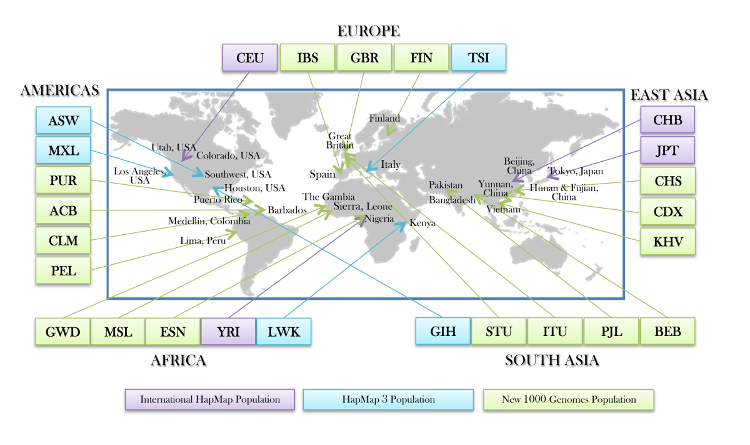 EUROPE
CEU
IBS
GBR
FIN
TSI
AMERICAS
ASW
MXL
PUR
ACB
CLM
PEL
EAST ASIA
CHB
JPT
CHS
CDX
KHV
Finland
Great
Britain
Utah, USA
Colorado, USA
Los Angeles,
USA
Southwest, USA
Houston, USA
Puerto Rico
Barbados
Medellín, Colombia
Lima, Peru
Spain
Italy
The Gambia
Sierra, Leone
Nigeria
Kenya
Pakistan
Bangladesh
Beijing,
China
Tokyo, Japan
Yunnan,
China
Hunan & Fujian,
China
Vietnam
GWD
MSL
ESN
YRI
LWK
AFRICA
GIH
STU
ITU
PJL
BEB
SOUTH ASIA
International HapMap Population
HapMap 3 Population
New 1000 Genomes Population